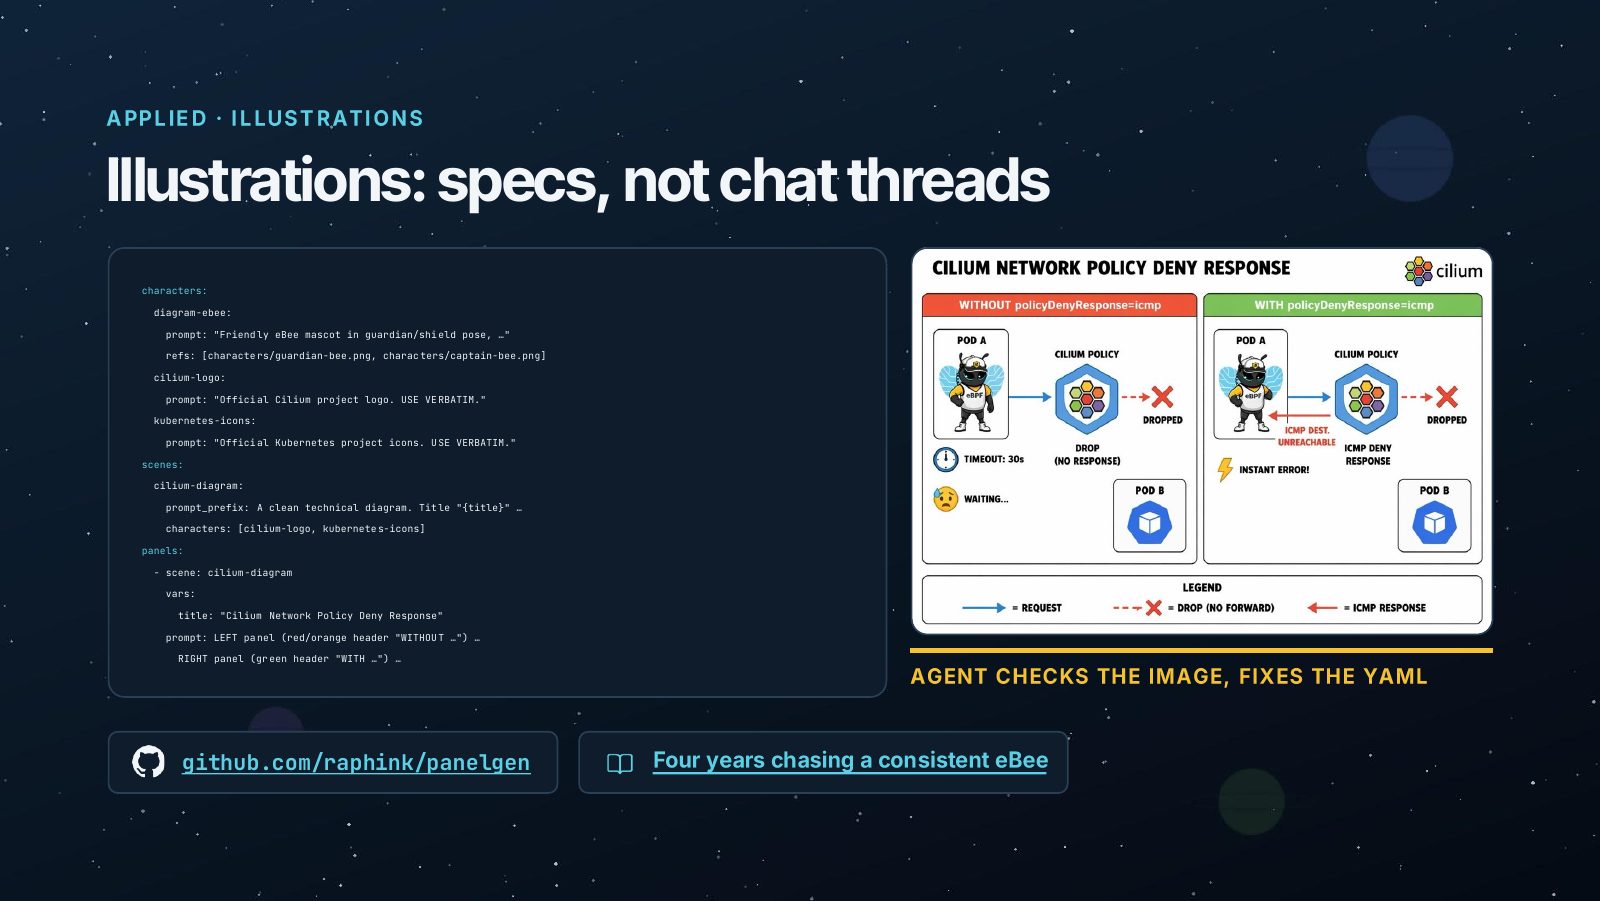 APPLIED · ILLUSTRATIONS
Illustrations: specs, not chat threads
characters:
diagram-ebee:
prompt: "Friendly eBee mascot in guardian/shield pose, …"
refs: [characters/guardian-bee.png, characters/captain-bee.png]
cilium-logo:
prompt: "Official Cilium project logo. USE VERBATIM."
kubernetes-icons:
prompt: "Official Kubernetes project icons. USE VERBATIM."
scenes:
cilium-diagram:
prompt_prefix: A clean technical diagram. Title "{title}" …
characters: [cilium-logo, kubernetes-icons]
panels:
- scene: cilium-diagram
vars:
title: "Cilium Network Policy Deny Response"
prompt: LEFT panel (red/orange header "WITHOUT …") …
RIGHT panel (green header "WITH …") …
CILIUM NETWORK POLICY DENY RESPONSE
cilium
WITHOUT policyDenyResponse=icmp
POD A
eBPF
CILIUM POLICY
DROPPED
DROP
(NO RESPONSE)
TIMEOUT: 30s
WAITING...
POD B
WITH policyDenyResponse=icmp
POD A
eBPF
CILIUM POLICY
DROPPED
ICMP DEST.
UNREACHABLE
ICMP DENY
RESPONSE
INSTANT ERROR!
POD B
LEGEND
= REQUEST
= DROP (NO FORWARD)
= ICMP RESPONSE
AGENT CHECKS THE IMAGE, FIXES THE YAML
github.com/raphink/panelgen
Four years chasing a consistent eBee